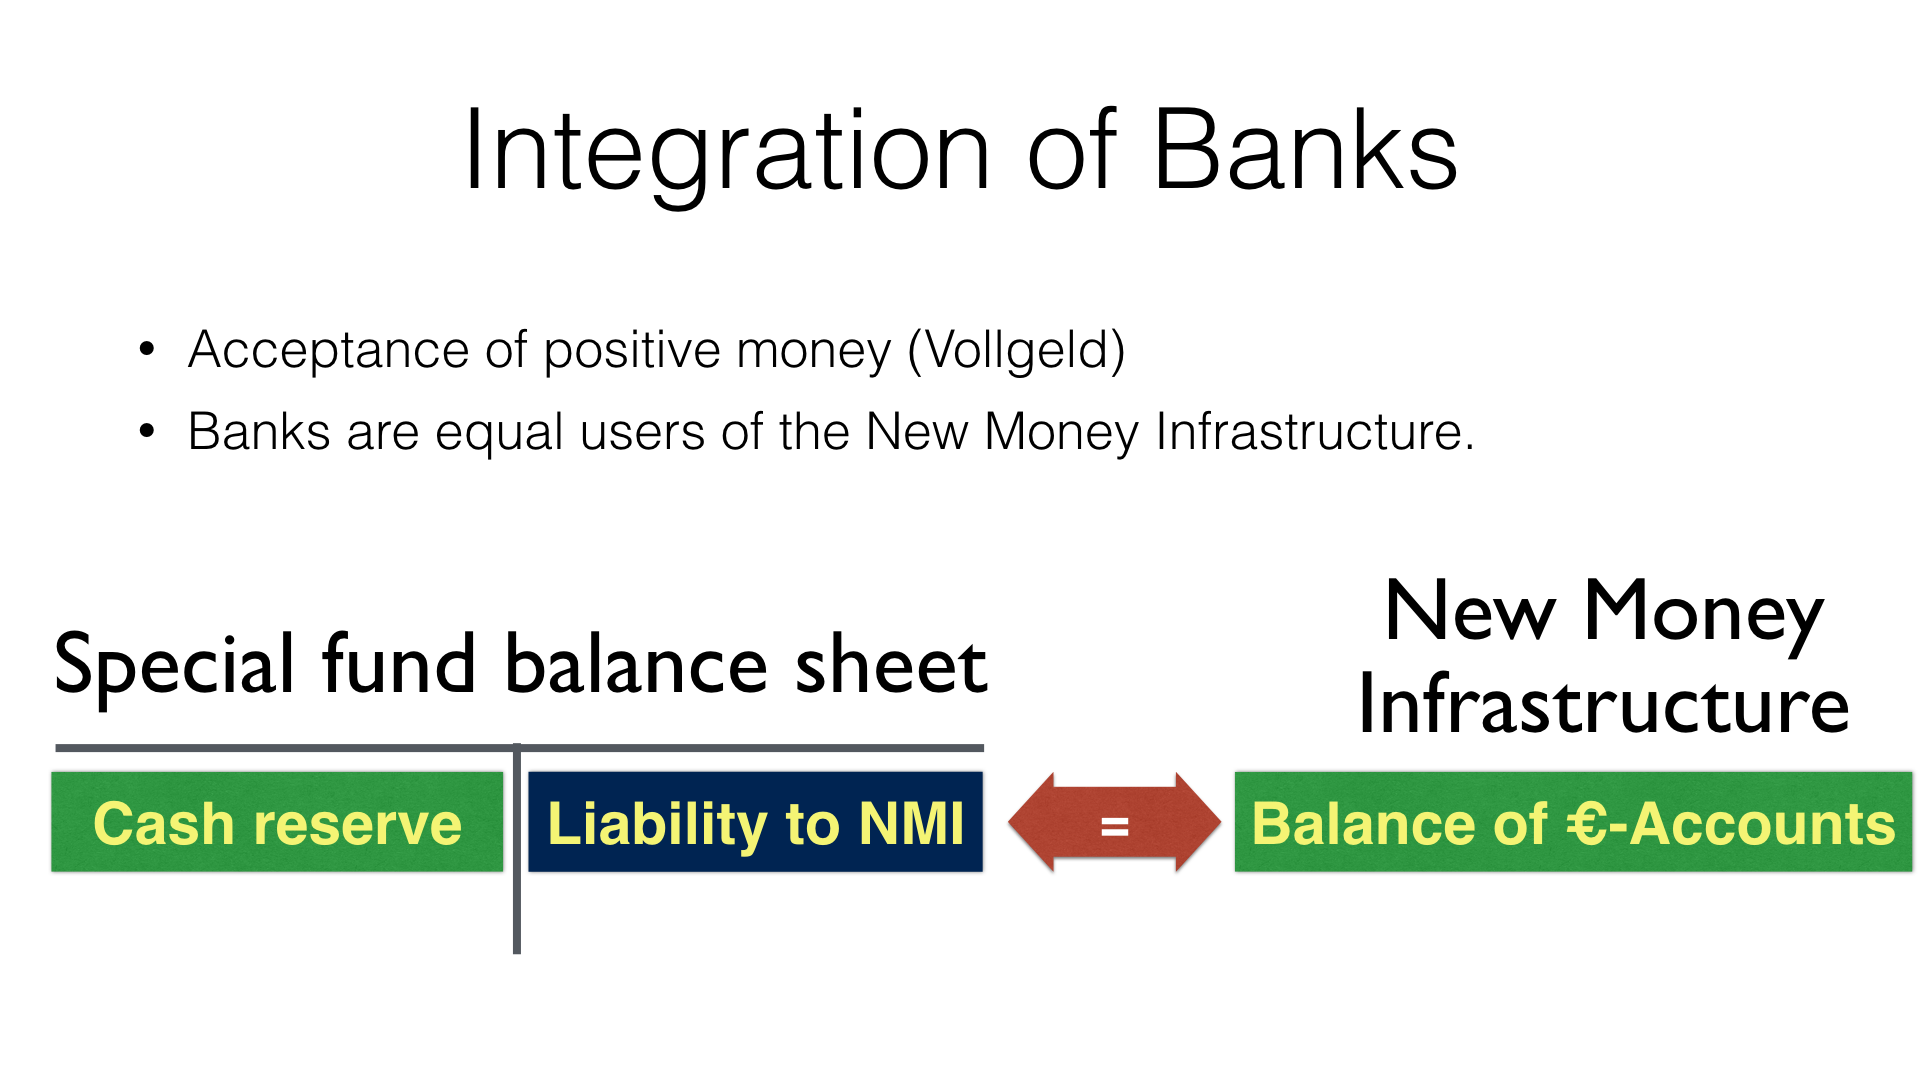 Integration of Banks
• Acceptance of positive money (Vollgeld)
• Banks are equal users of the New Money Infrastructure.
Special fund balance sheet
New Money
Infrastructure
Cash reserve
Liability to NMI
=
Balance of €-Accounts